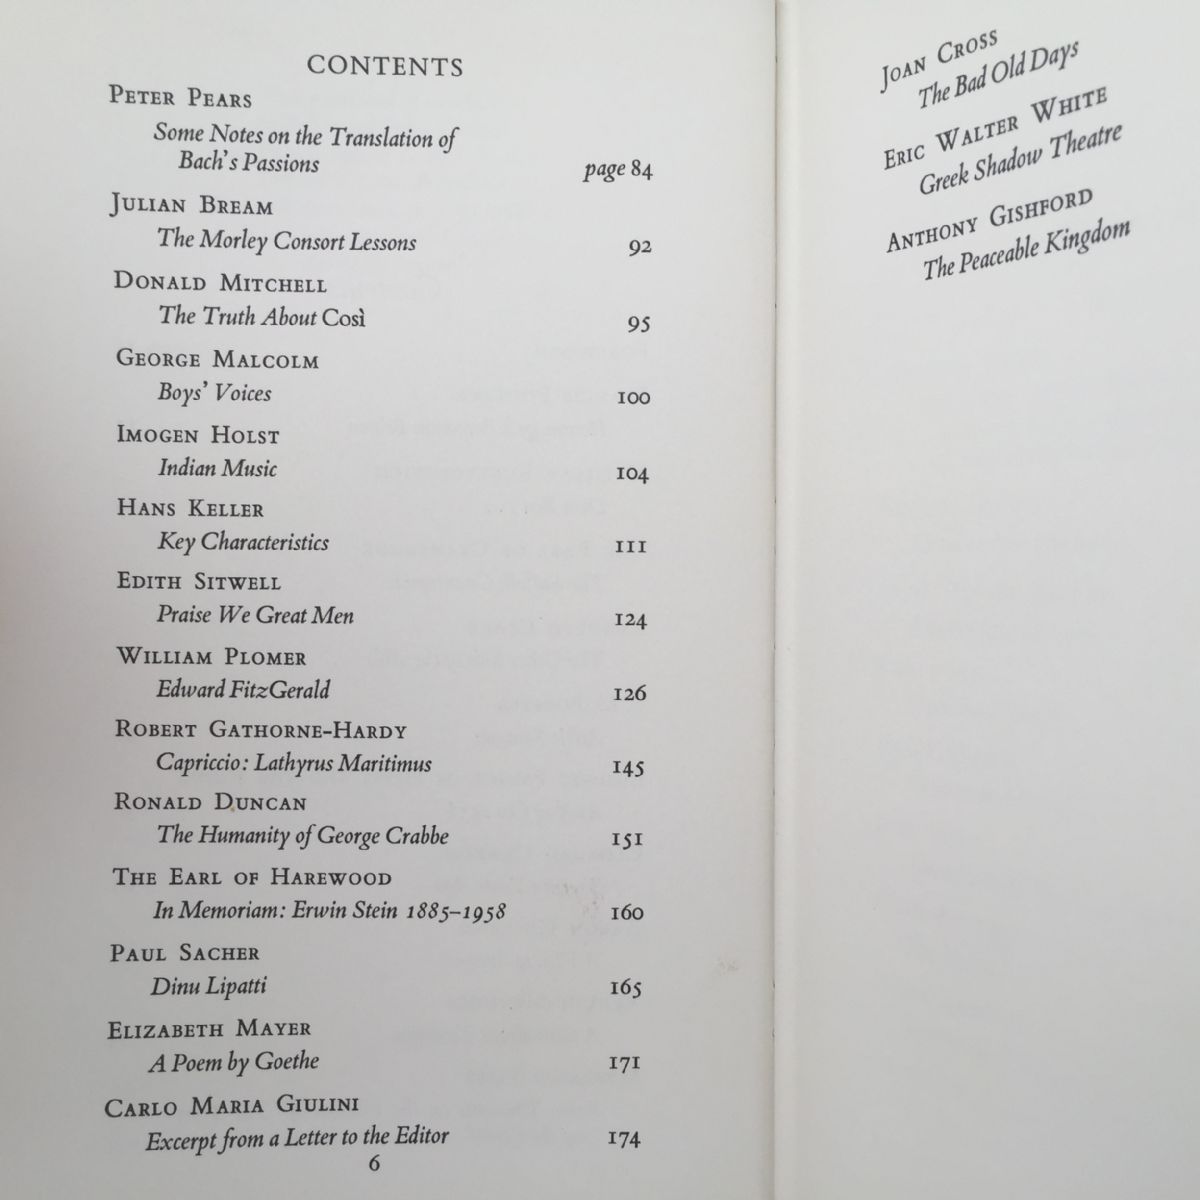 CONTENTS
PETER PEARS
Some Notes on the Translation of
Bach's Passions page 84
JULIAN BREAM
The Morley Consort Lessons 92
DONALD MITCHELL
The Truth About Così 95
GEORGE MALCOLM
Boys' Voices 100
IMOGEN HOLST
Indian Music 104
HANS KELLER
Key Characteristics 111
EDITH SITWELL
Praise We Great Men 124
WILLIAM PLOMER
Edward FitzGerald 126
ROBERT GATHORNE-HARDY
Capriccio: Lathyrus Maritimus 145
RONALD DUNCAN
The Humanity of George Crabbe 151
THE EARL OF HAREWOOD
In Memoriam: Erwin Stein 1885–1958 160
PAUL SACHER
Dinu Lipatti 165
ELIZABETH MAYER
A Poem by Goethe 171
CARLO MARIA GIULINI
Excerpt from a Letter to the Editor 174
6
JOAN CROSS
The Bad Old Days
ERIC WALTER WHITE
Greek Shadow Theatre
ANTHONY GISHFORD
The Peaceable Kingdom